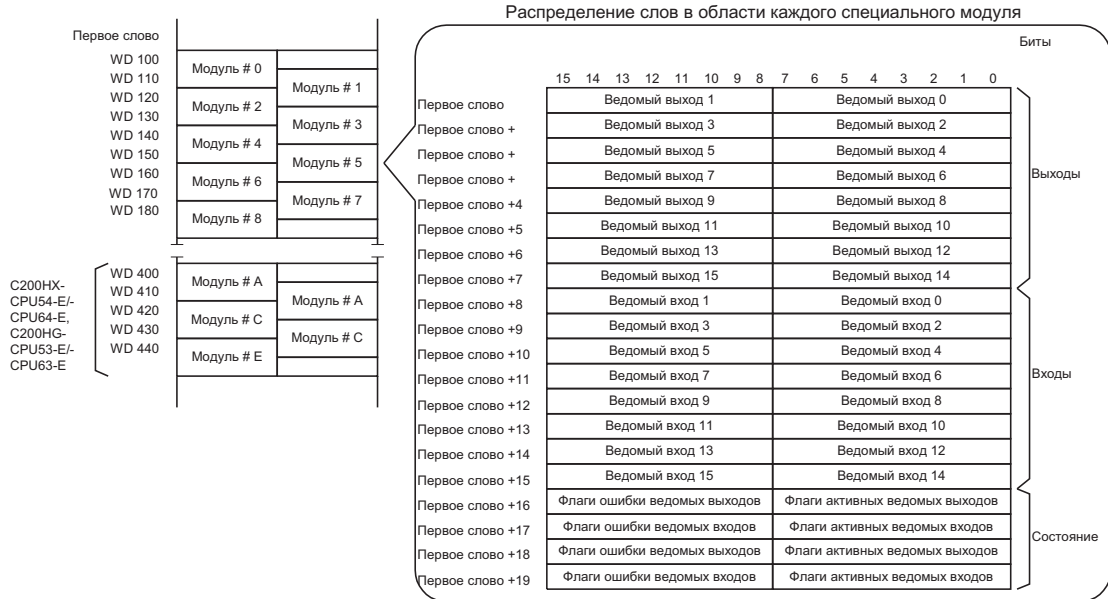 Распределение слов в области каждого специального модуля
Первое слово
WD 100
WD 110
WD 120
WD 130
WD 140
WD 150
WD 160
WD 170
WD 180
Модуль # 0
Модуль # 1
Модуль # 2
Модуль # 3
Модуль # 4
Модуль # 5
Модуль # 6
Модуль # 7
Модуль # 8
C200HX-
CPU54-E/-
CPU64-E,
C200HG-
CPU53-E/-
CPU63-E
WD 400
WD 410
WD 420
WD 430
WD 440
Модуль # A
Модуль # A
Модуль # C
Модуль # C
Модуль # E
Биты
15 14 13 12 11 10 9 8 7 6 5 4 3 2 1 0
Первое слово Ведомый выход 1 Ведомый выход 0
Первое слово + Ведомый выход 3 Ведомый выход 2
Первое слово + Ведомый выход 5 Ведомый выход 4
Первое слово + Ведомый выход 7 Ведомый выход 6
Первое слово +4 Ведомый выход 9 Ведомый выход 8
Первое слово +5 Ведомый выход 11 Ведомый выход 10
Первое слово +6 Ведомый выход 13 Ведомый выход 12
Первое слово +7 Ведомый выход 15 Ведомый выход 14
Выходы
Первое слово +8 Ведомый вход 1 Ведомый вход 0
Первое слово +9 Ведомый вход 3 Ведомый вход 2
Первое слово +10 Ведомый вход 5 Ведомый вход 4
Первое слово +11 Ведомый вход 7 Ведомый вход 6
Первое слово +12 Ведомый вход 9 Ведомый вход 8
Первое слово +13 Ведомый вход 11 Ведомый вход 10
Первое слово +14 Ведомый вход 13 Ведомый вход 12
Первое слово +15 Ведомый вход 15 Ведомый вход 14
Входы
Первое слово +16 Флаги ошибки ведомых выходов Флаги активных ведомых выходов
Первое слово +17 Флаги ошибки ведомых входов Флаги активных ведомых входов
Первое слово +18 Флаги ошибки ведомых выходов Флаги активных ведомых выходов
Первое слово +19 Флаги ошибки ведомых входов Флаги активных ведомых входов
Состояние